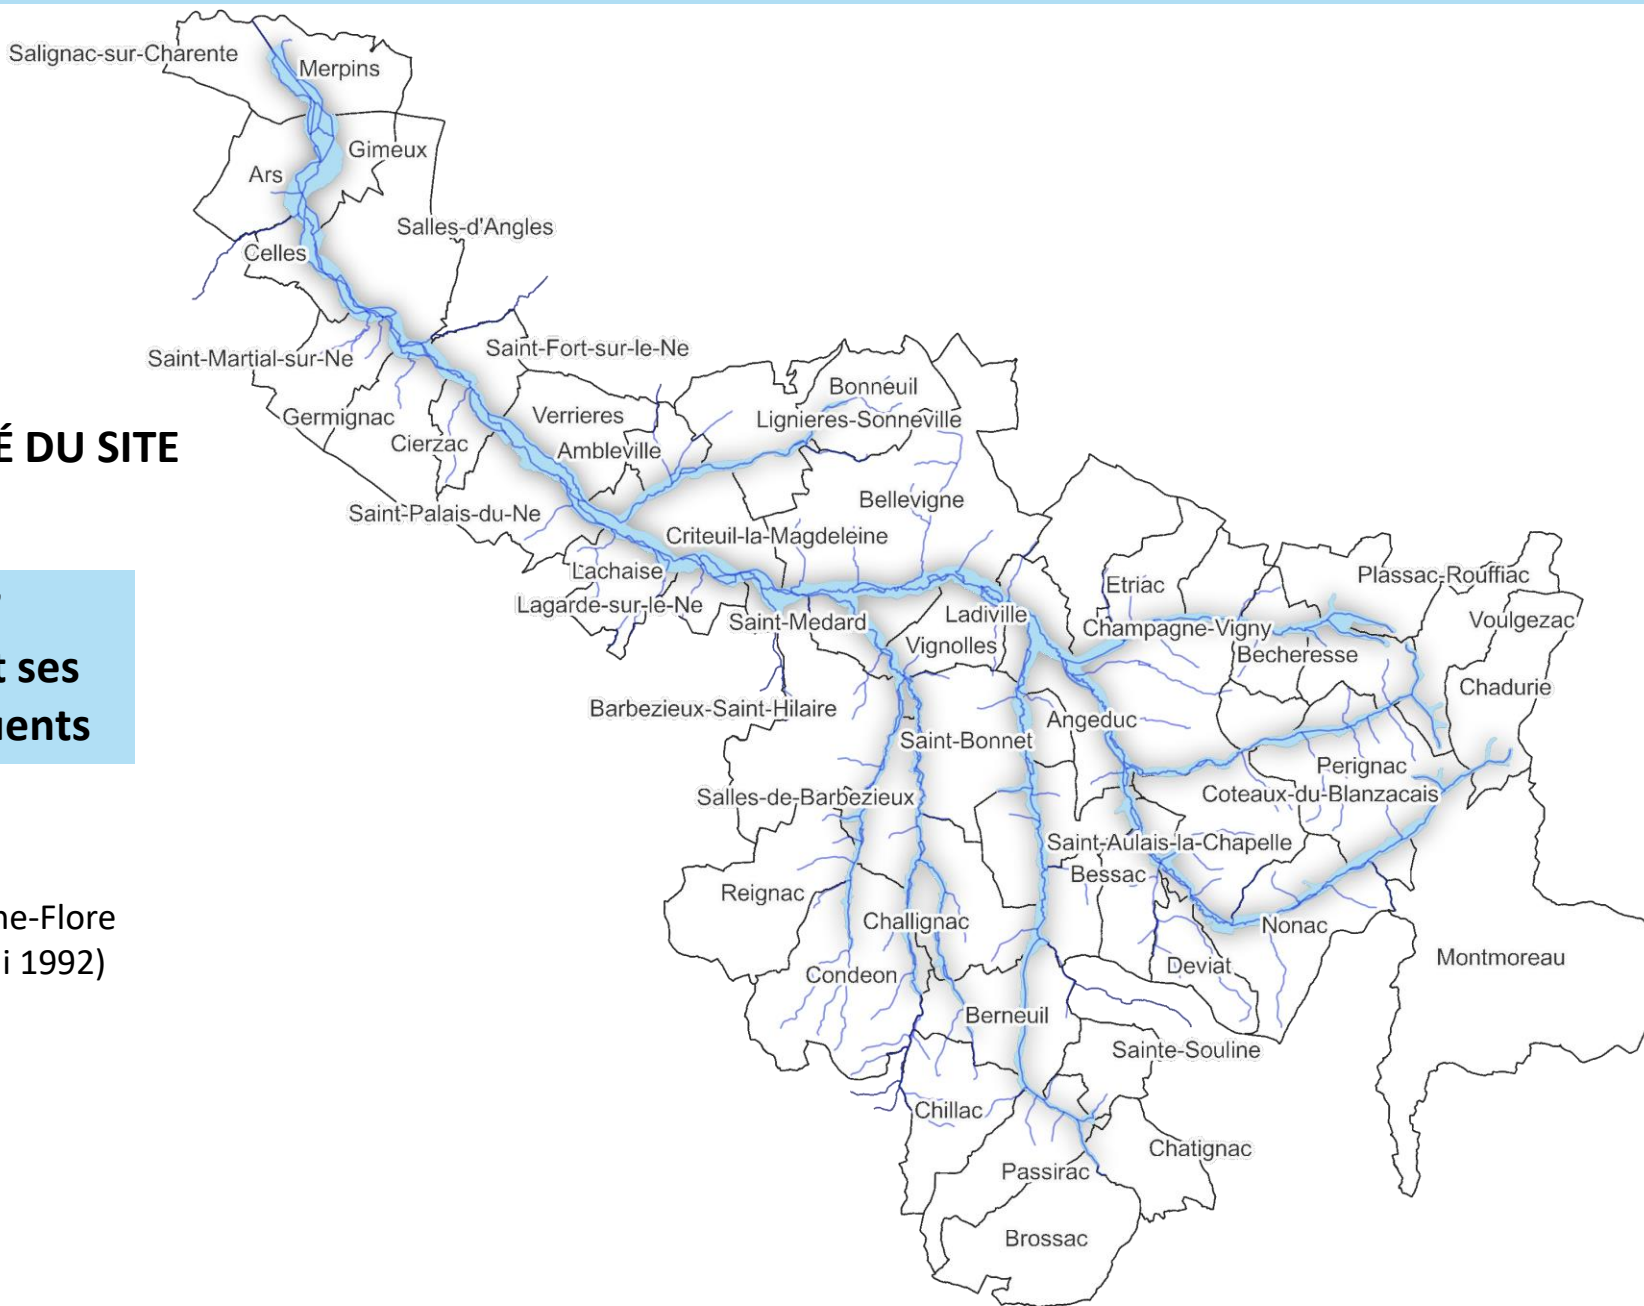 Salignac-sur-Charente
Merpins
Gimeux
Ars
Salles-d'Angles
Celles
Saint-Martial-sur-Ne
Saint-Fort-sur-le-Ne
Bonneuil
Germignac
Verrieres
Lignieres-Sonneville
Cierzac
Ambleville
É DU SITE
Bellevigne
Saint-Palais-du-Ne
Criteuil-la-Magdeleine
Lachaise
Etriac
Plassac-Rouffiac
Lagarde-sur-le-Ne
Saint-Medard
Ladiville
Champagne-Vigny
Voulgezac
Vignolles
Becheresse
t ses
uents
Chadurie
Barbezieux-Saint-Hilaire
Angeduc
Saint-Bonnet
Perignac
Salles-de-Barbezieux
Coteaux-du-Blanzacais
Saint-Aulais-la-Chapelle
Bessac
Reignac
Challignac
Nonac
ne-Flore
i 1992)
Condeon
Deviat
Montmoreau
Berneuil
Sainte-Souline
Chillac
Chatignac
Passirac
Brossac